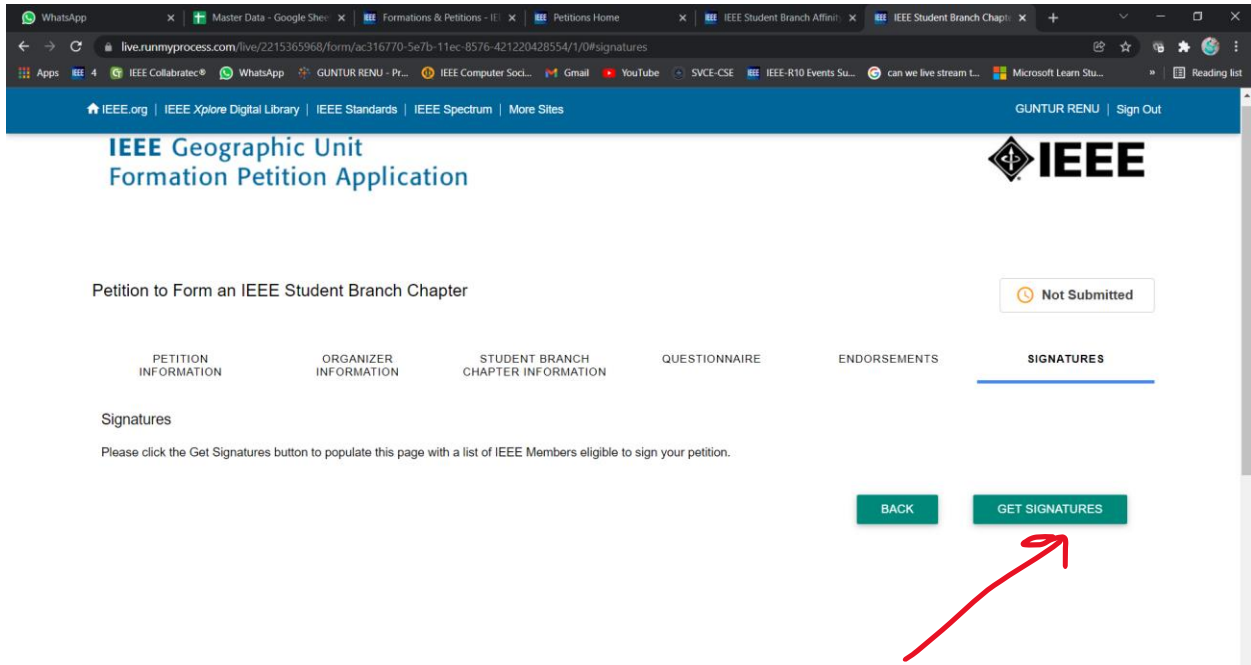 WhatsApp
Master Data - Google Shee
Formations & Petitions - IE
Petitions Home
IEEE Student Branch Affinity
IEEE Student Branch Chapte
live.runmyprocess.com/live/2215365968/form/ac316770-5e7b-11ec-8576-421220428554/1/0#signatures
Apps 4 IEEE Collabratec® WhatsApp GUNTUR RENU - Pr... IEEE Computer Soci... Gmail YouTube SVCE-CSE IEEE-R10 Events Su... can we live stream t... Microsoft Learn Stu... » Reading list
IEEE.org | IEEE Xplore Digital Library | IEEE Standards | IEEE Spectrum | More Sites
GUNTUR RENU | Sign Out
IEEE Geographic Unit
Formation Petition Application
IEEE
Petition to Form an IEEE Student Branch Chapter
Not Submitted
PETITION
INFORMATION
ORGANIZER
INFORMATION
STUDENT BRANCH
CHAPTER INFORMATION
QUESTIONNAIRE
ENDORSEMENTS
SIGNATURES
Signatures
Please click the Get Signatures button to populate this page with a list of IEEE Members eligible to sign your petition.
BACK
GET SIGNATURES